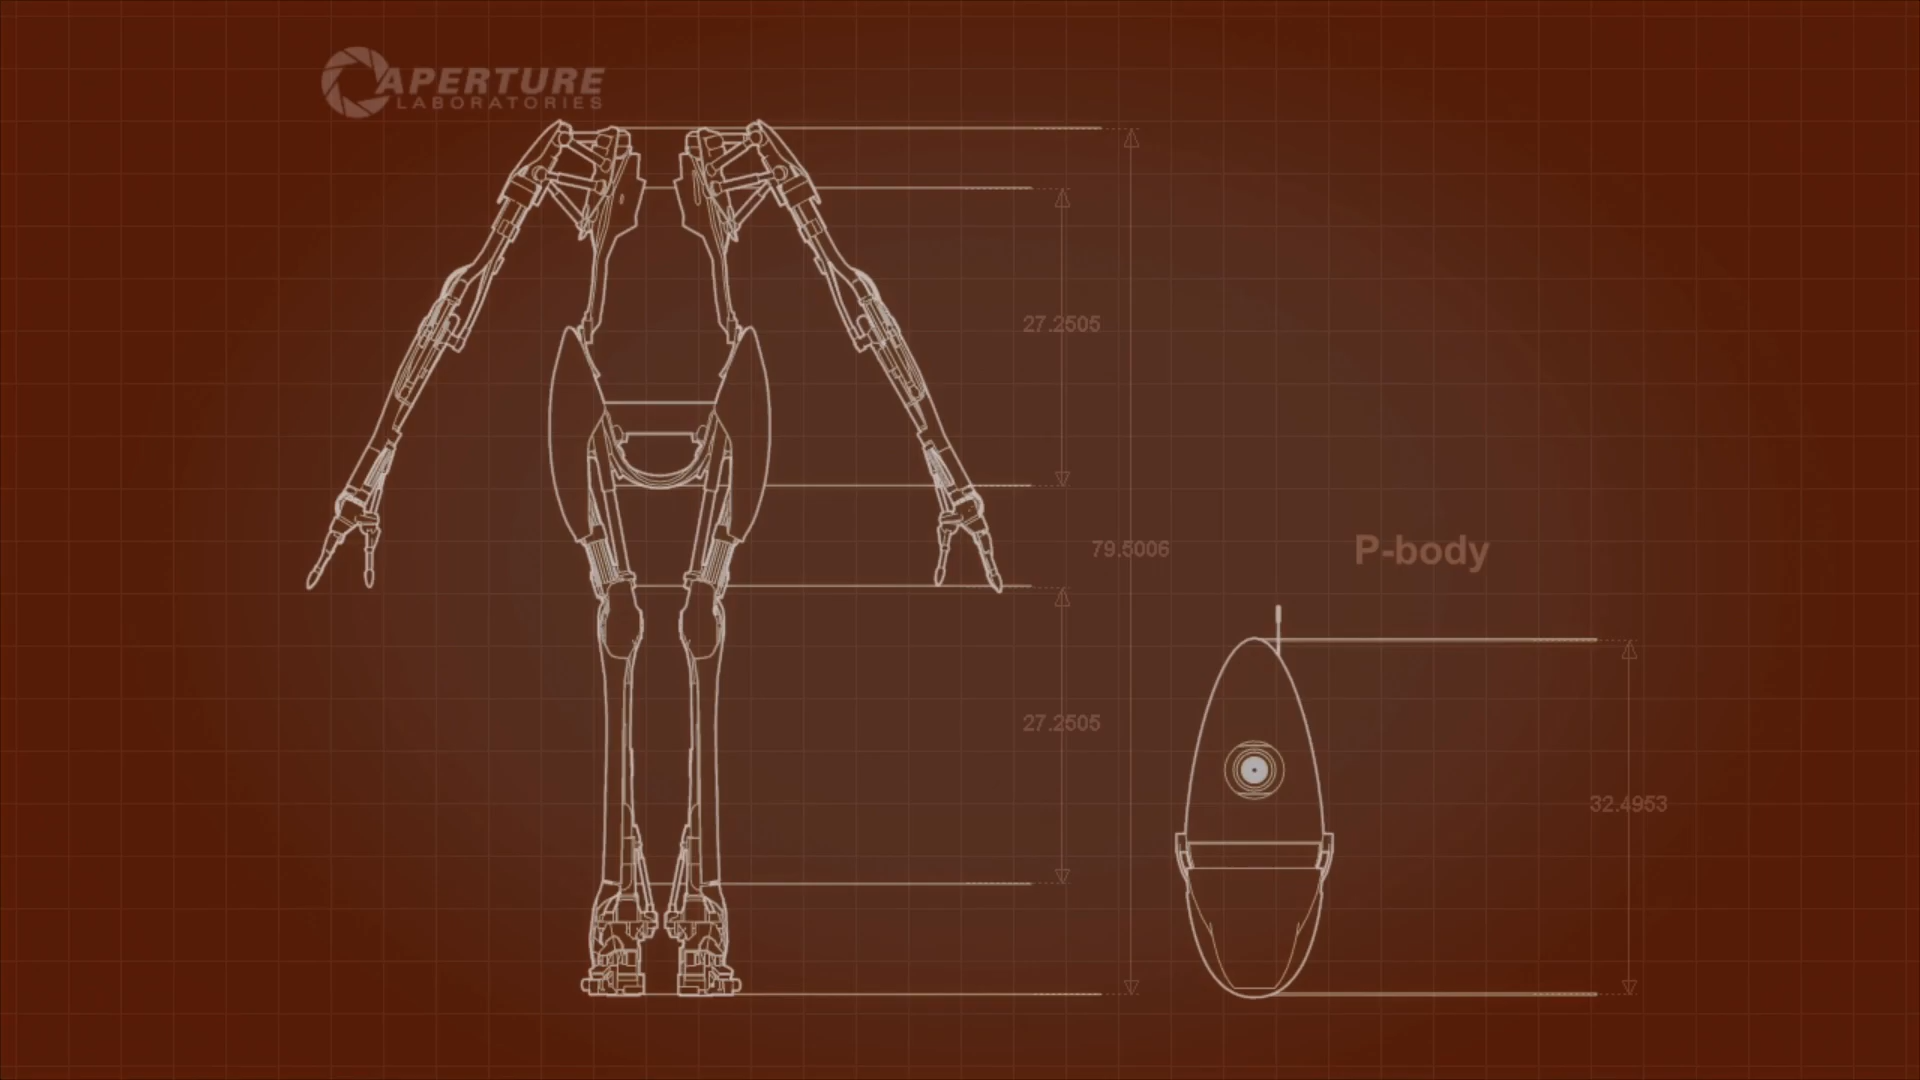 APERTURE
LABORATORIES
27.2505
79.5006
P-body
27.2505
32.4953